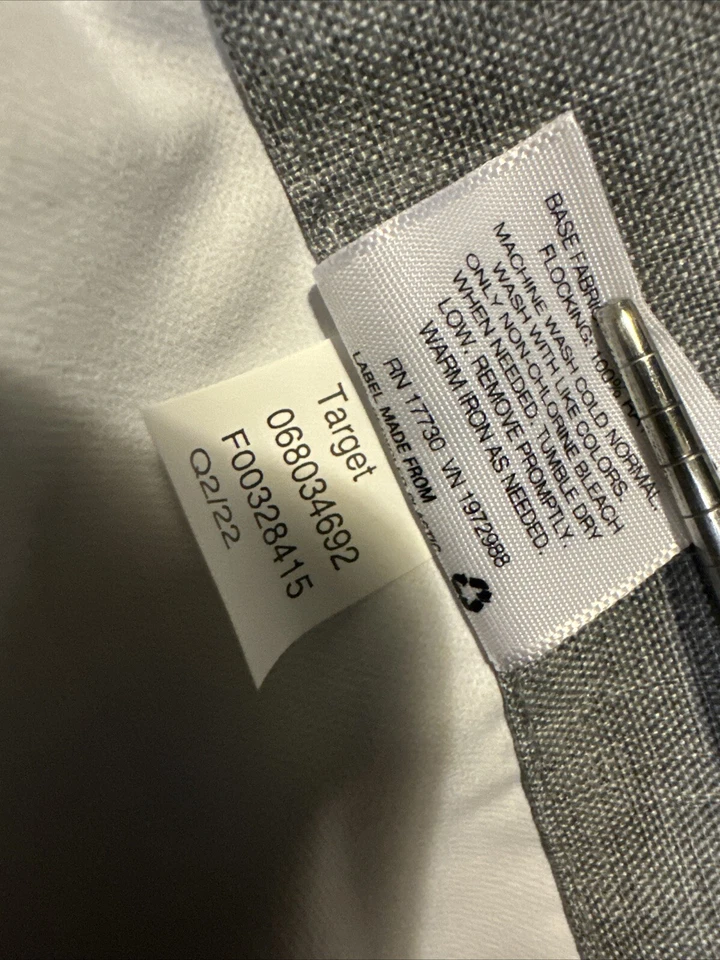 BASE FABRIC
FLOCKING: 100%
MACHINE WASH COLD NORMAL.
WASH WITH LIKE COLORS
ONLY NON-CHLORINE BLEACH
WHEN NEEDED. TUMBLE DRY
LOW. REMOVE PROMPTLY.
WARM IRON AS NEEDED.
RN 17730 VN 1972988
LABEL MADE FROM
Target
068034692
F00328415
Q2/22